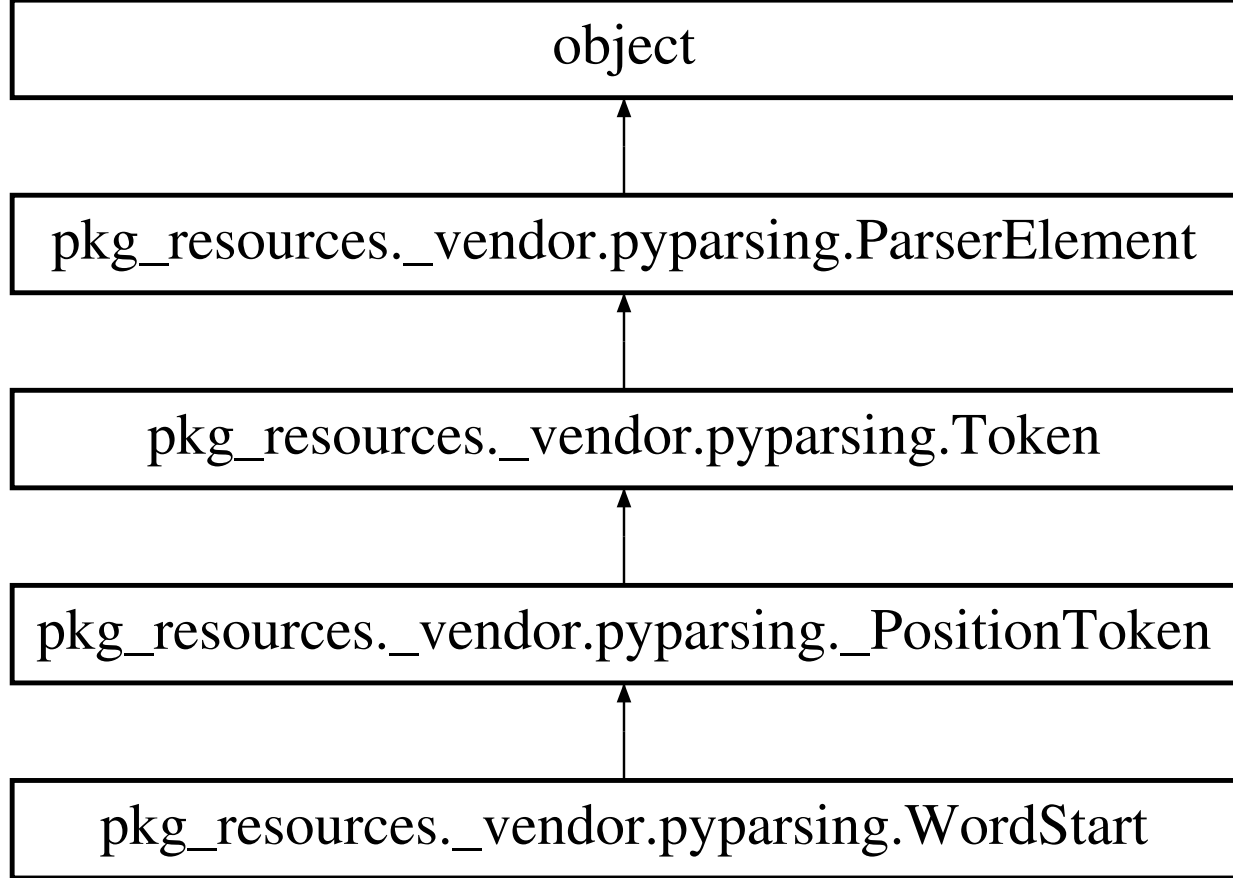 object
pkg_resources._vendor.pyparsing.ParserElement
pkg_resources._vendor.pyparsing.Token
pkg_resources._vendor.pyparsing._PositionToken
pkg_resources._vendor.pyparsing.WordStart